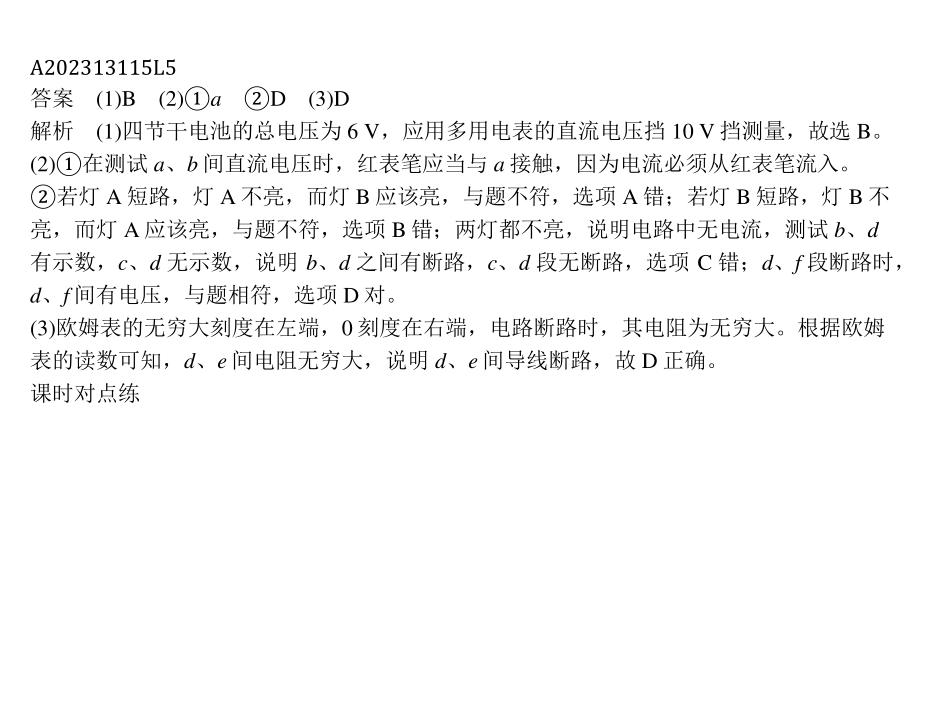 A202313115L5
答案　(1)B　(2)①a　②D　(3)D
解析　(1)四节干电池的总电压为 6 V，应用多用电表的直流电压挡 10 V 挡测量，故选 B。
(2)①在测试 a、b 间直流电压时，红表笔应当与 a 接触，因为电流必须从红表笔流入。
②若灯 A 短路，灯 A 不亮，而灯 B 应该亮，与题不符，选项 A 错；若灯 B 短路，灯 B 不
亮，而灯 A 应该亮，与题不符，选项 B 错；两灯都不亮，说明电路中无电流，测试 b、d
有示数，c、d 无示数，说明 b、d 之间有断路，c、d 段无断路，选项 C 错；d、f 段断路时，
d、f 间有电压，与题相符，选项 D 对。
(3)欧姆表的无穷大刻度在左端，0 刻度在右端，电路断路时，其电阻为无穷大。根据欧姆
表的读数可知，d、e 间电阻无穷大，说明 d、e 间导线断路，故 D 正确。
课时对点练